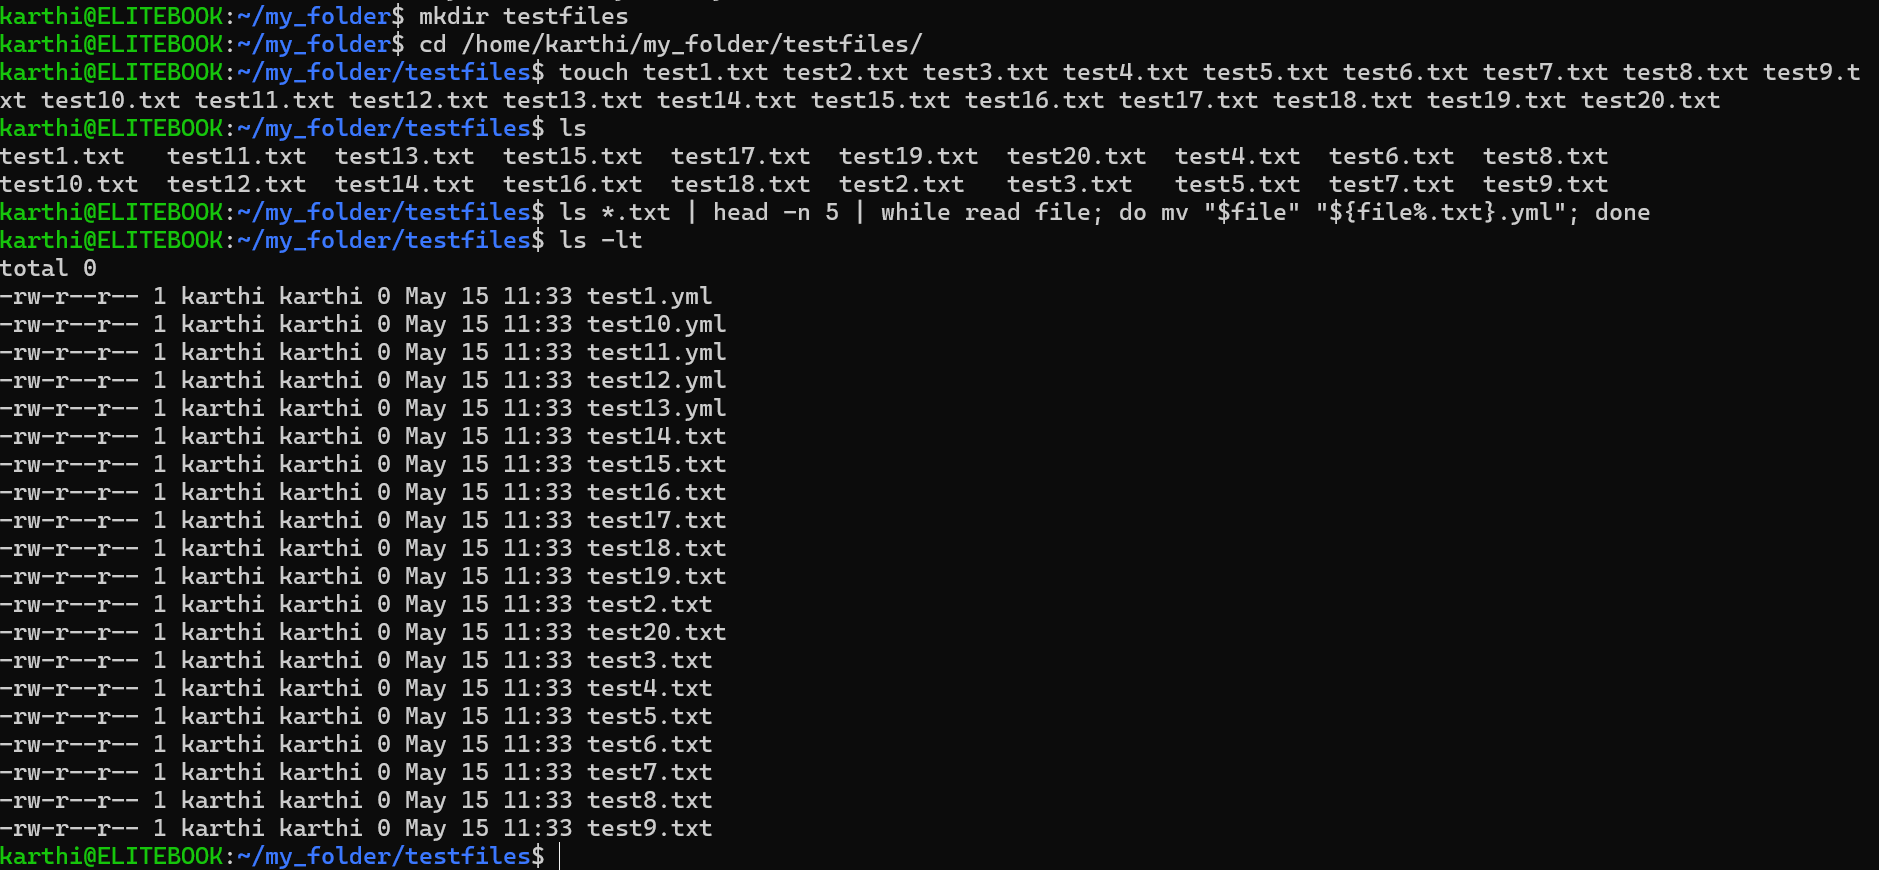 karthi@ELITEBOOK:~/my_folder$ mkdir testfiles
karthi@ELITEBOOK:~/my_folder$ cd /home/karthi/my_folder/testfiles/
karthi@ELITEBOOK:~/my_folder/testfiles$ touch test1.txt test2.txt test3.txt test4.txt test5.txt test6.txt test7.txt test8.txt test9.t
xt test10.txt test11.txt test12.txt test13.txt test14.txt test15.txt test16.txt test17.txt test18.txt test19.txt test20.txt
karthi@ELITEBOOK:~/my_folder/testfiles$ ls
test1.txt   test11.txt  test13.txt  test15.txt  test17.txt  test19.txt  test20.txt  test4.txt  test6.txt  test8.txt
test10.txt  test12.txt  test14.txt  test16.txt  test18.txt  test2.txt   test3.txt   test5.txt  test7.txt  test9.txt
karthi@ELITEBOOK:~/my_folder/testfiles$ ls *.txt | head -n 5 | while read file; do mv "$file" "${file%.txt}.yml"; done
karthi@ELITEBOOK:~/my_folder/testfiles$ ls -lt
total 0
-rw-r--r-- 1 karthi karthi 0 May 15 11:33 test1.yml
-rw-r--r-- 1 karthi karthi 0 May 15 11:33 test10.yml
-rw-r--r-- 1 karthi karthi 0 May 15 11:33 test11.yml
-rw-r--r-- 1 karthi karthi 0 May 15 11:33 test12.yml
-rw-r--r-- 1 karthi karthi 0 May 15 11:33 test13.yml
-rw-r--r-- 1 karthi karthi 0 May 15 11:33 test14.txt
-rw-r--r-- 1 karthi karthi 0 May 15 11:33 test15.txt
-rw-r--r-- 1 karthi karthi 0 May 15 11:33 test16.txt
-rw-r--r-- 1 karthi karthi 0 May 15 11:33 test17.txt
-rw-r--r-- 1 karthi karthi 0 May 15 11:33 test18.txt
-rw-r--r-- 1 karthi karthi 0 May 15 11:33 test19.txt
-rw-r--r-- 1 karthi karthi 0 May 15 11:33 test2.txt
-rw-r--r-- 1 karthi karthi 0 May 15 11:33 test20.txt
-rw-r--r-- 1 karthi karthi 0 May 15 11:33 test3.txt
-rw-r--r-- 1 karthi karthi 0 May 15 11:33 test4.txt
-rw-r--r-- 1 karthi karthi 0 May 15 11:33 test5.txt
-rw-r--r-- 1 karthi karthi 0 May 15 11:33 test6.txt
-rw-r--r-- 1 karthi karthi 0 May 15 11:33 test7.txt
-rw-r--r-- 1 karthi karthi 0 May 15 11:33 test8.txt
-rw-r--r-- 1 karthi karthi 0 May 15 11:33 test9.txt
karthi@ELITEBOOK:~/my_folder/testfiles$